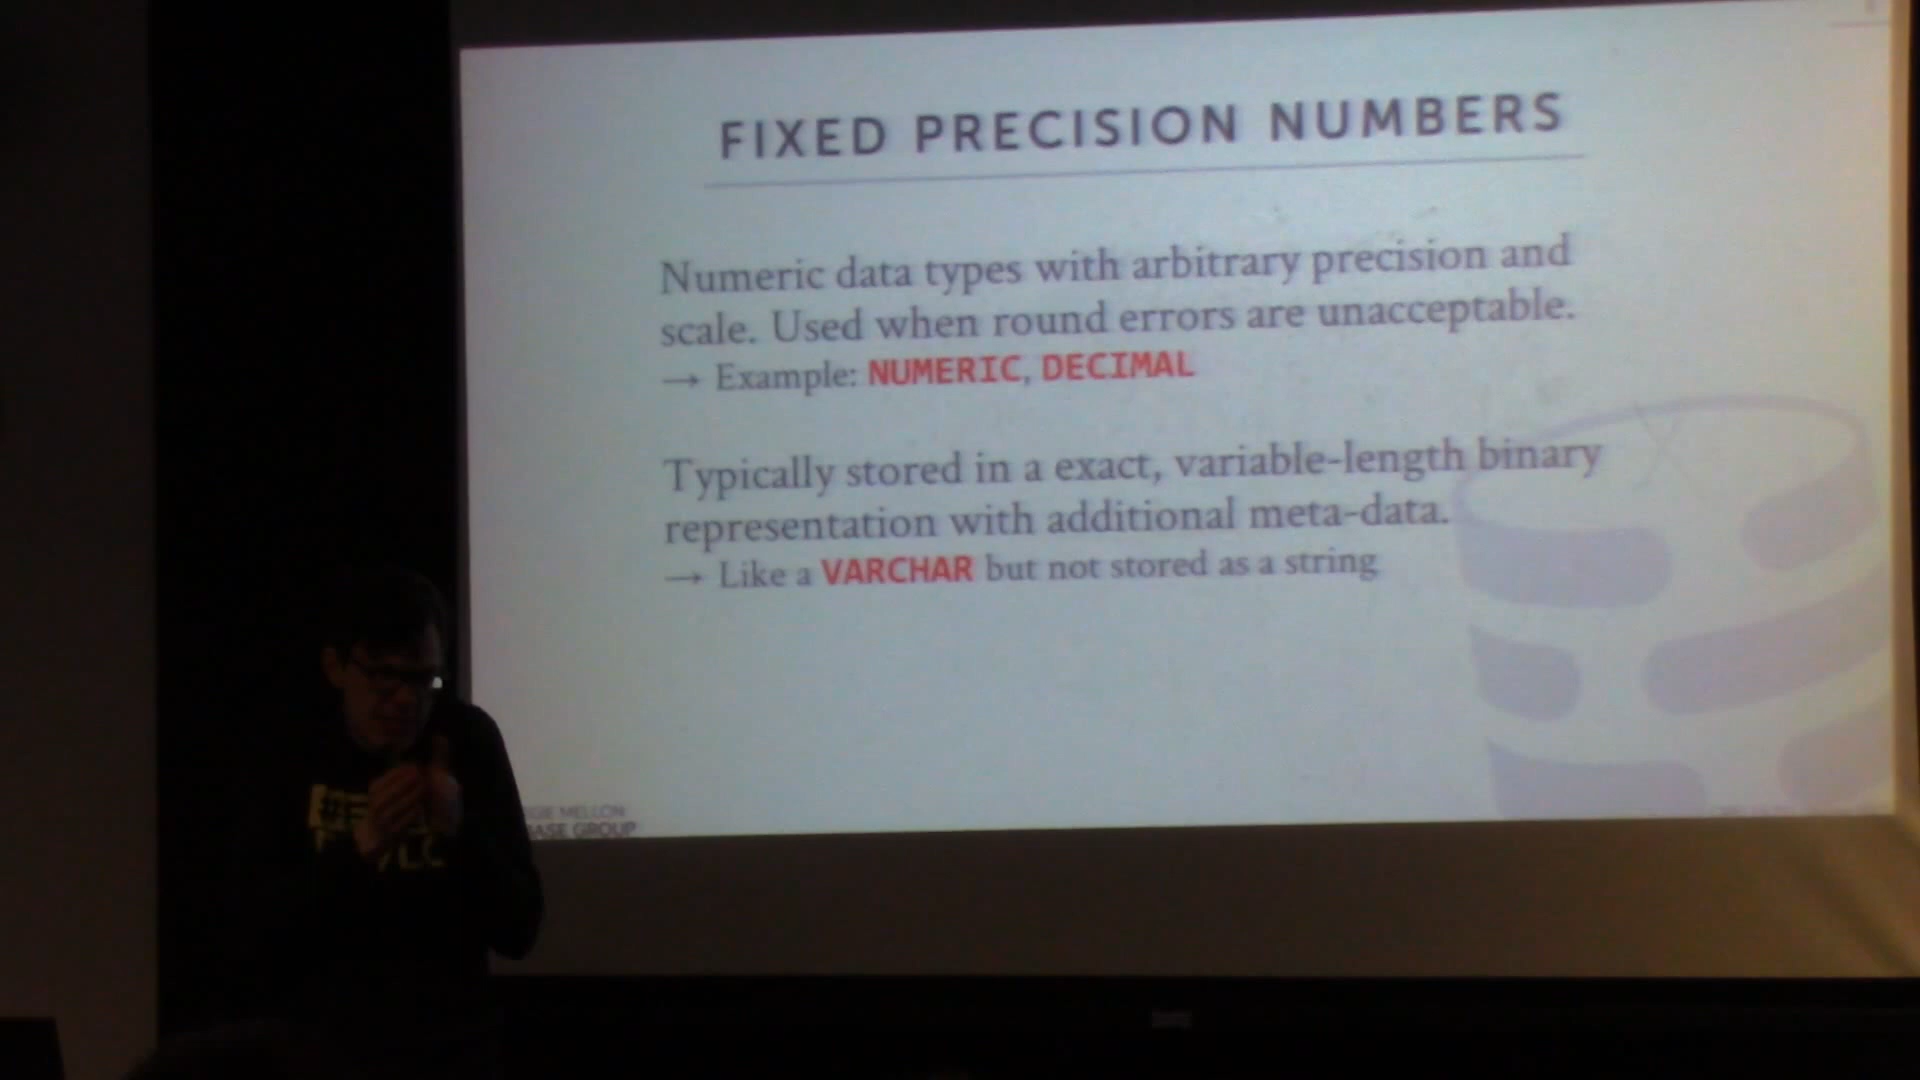 FIXED PRECISION NUMBERS
Numeric data types with arbitrary precision and
scale. Used when round errors are unacceptable.
→ Example: NUMERIC, DECIMAL
Typically stored in a exact, variable-length binary
representation with additional meta-data.
→ Like a VARCHAR but not stored as a string
MELLON
GROUP